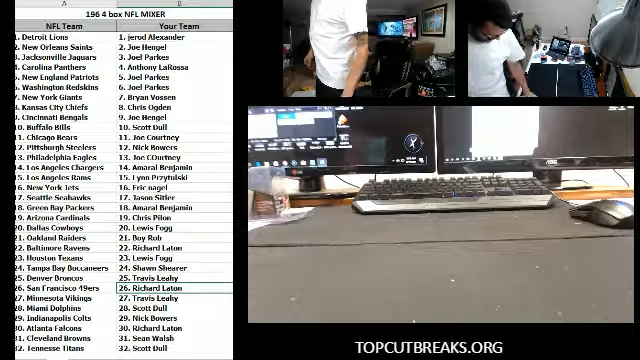 A B
196 4 box NFL MIXER
NFL Team Your Team
1. Detroit Lions 1. jerod Alexander
2. New Orleans Saints 2. Joe Hengel
3. Jacksonville Jaguars 3. Joel Parkes
4. Carolina Panthers 4. Anthony LaRossa
5. New England Patriots 5. Joel Parkes
6. Washington Redskins 6. Joel Parkes
7. New York Giants 7. Bryan Vossen
8. Kansas City Chiefs 8. Chris Ogden
9. Cincinnati Bengals 9. Joe Hengel
10. Buffalo Bills 10. Scott Dull
11. Chicago Bears 11. Joe Courtney
12. Pittsburgh Steelers 12. Nick Bowers
13. Philadelphia Eagles 13. Joe COurtney
14. Los Angeles Chargers 14. Amaral Benjamin
15. Los Angeles Rams 15. Lynn Przytulski
16. New York Jets 16. Eric nagel
17. Seattle Seahawks 17. Jason Sitler
18. Green Bay Packers 18. Amaral Benjamin
19. Arizona Cardinals 19. Chris Pilon
20. Dallas Cowboys 20. Lewis Fogg
21. Oakland Raiders 21. Boy Rob
22. Baltimore Ravens 22. Richard Laton
23. Houston Texans 23. Lewis Fogg
24. Tampa Bay Buccaneers 24. Shawn Shearer
25. Denver Broncos 25. Travis Leahy
26. San Francisco 49ers 26. Richard Laton
27. Minnesota Vikings 27. Travis Leahy
28. Miami Dolphins 28. Scott Dull
29. Indianapolis Colts 29. Nick Bowers
30. Atlanta Falcons 30. Richard Laton
31. Cleveland Browns 31. Sean Walsh
32. Tennesse Titans 32. Scott Dull
AOC
TOPCUTBREAKS.ORG